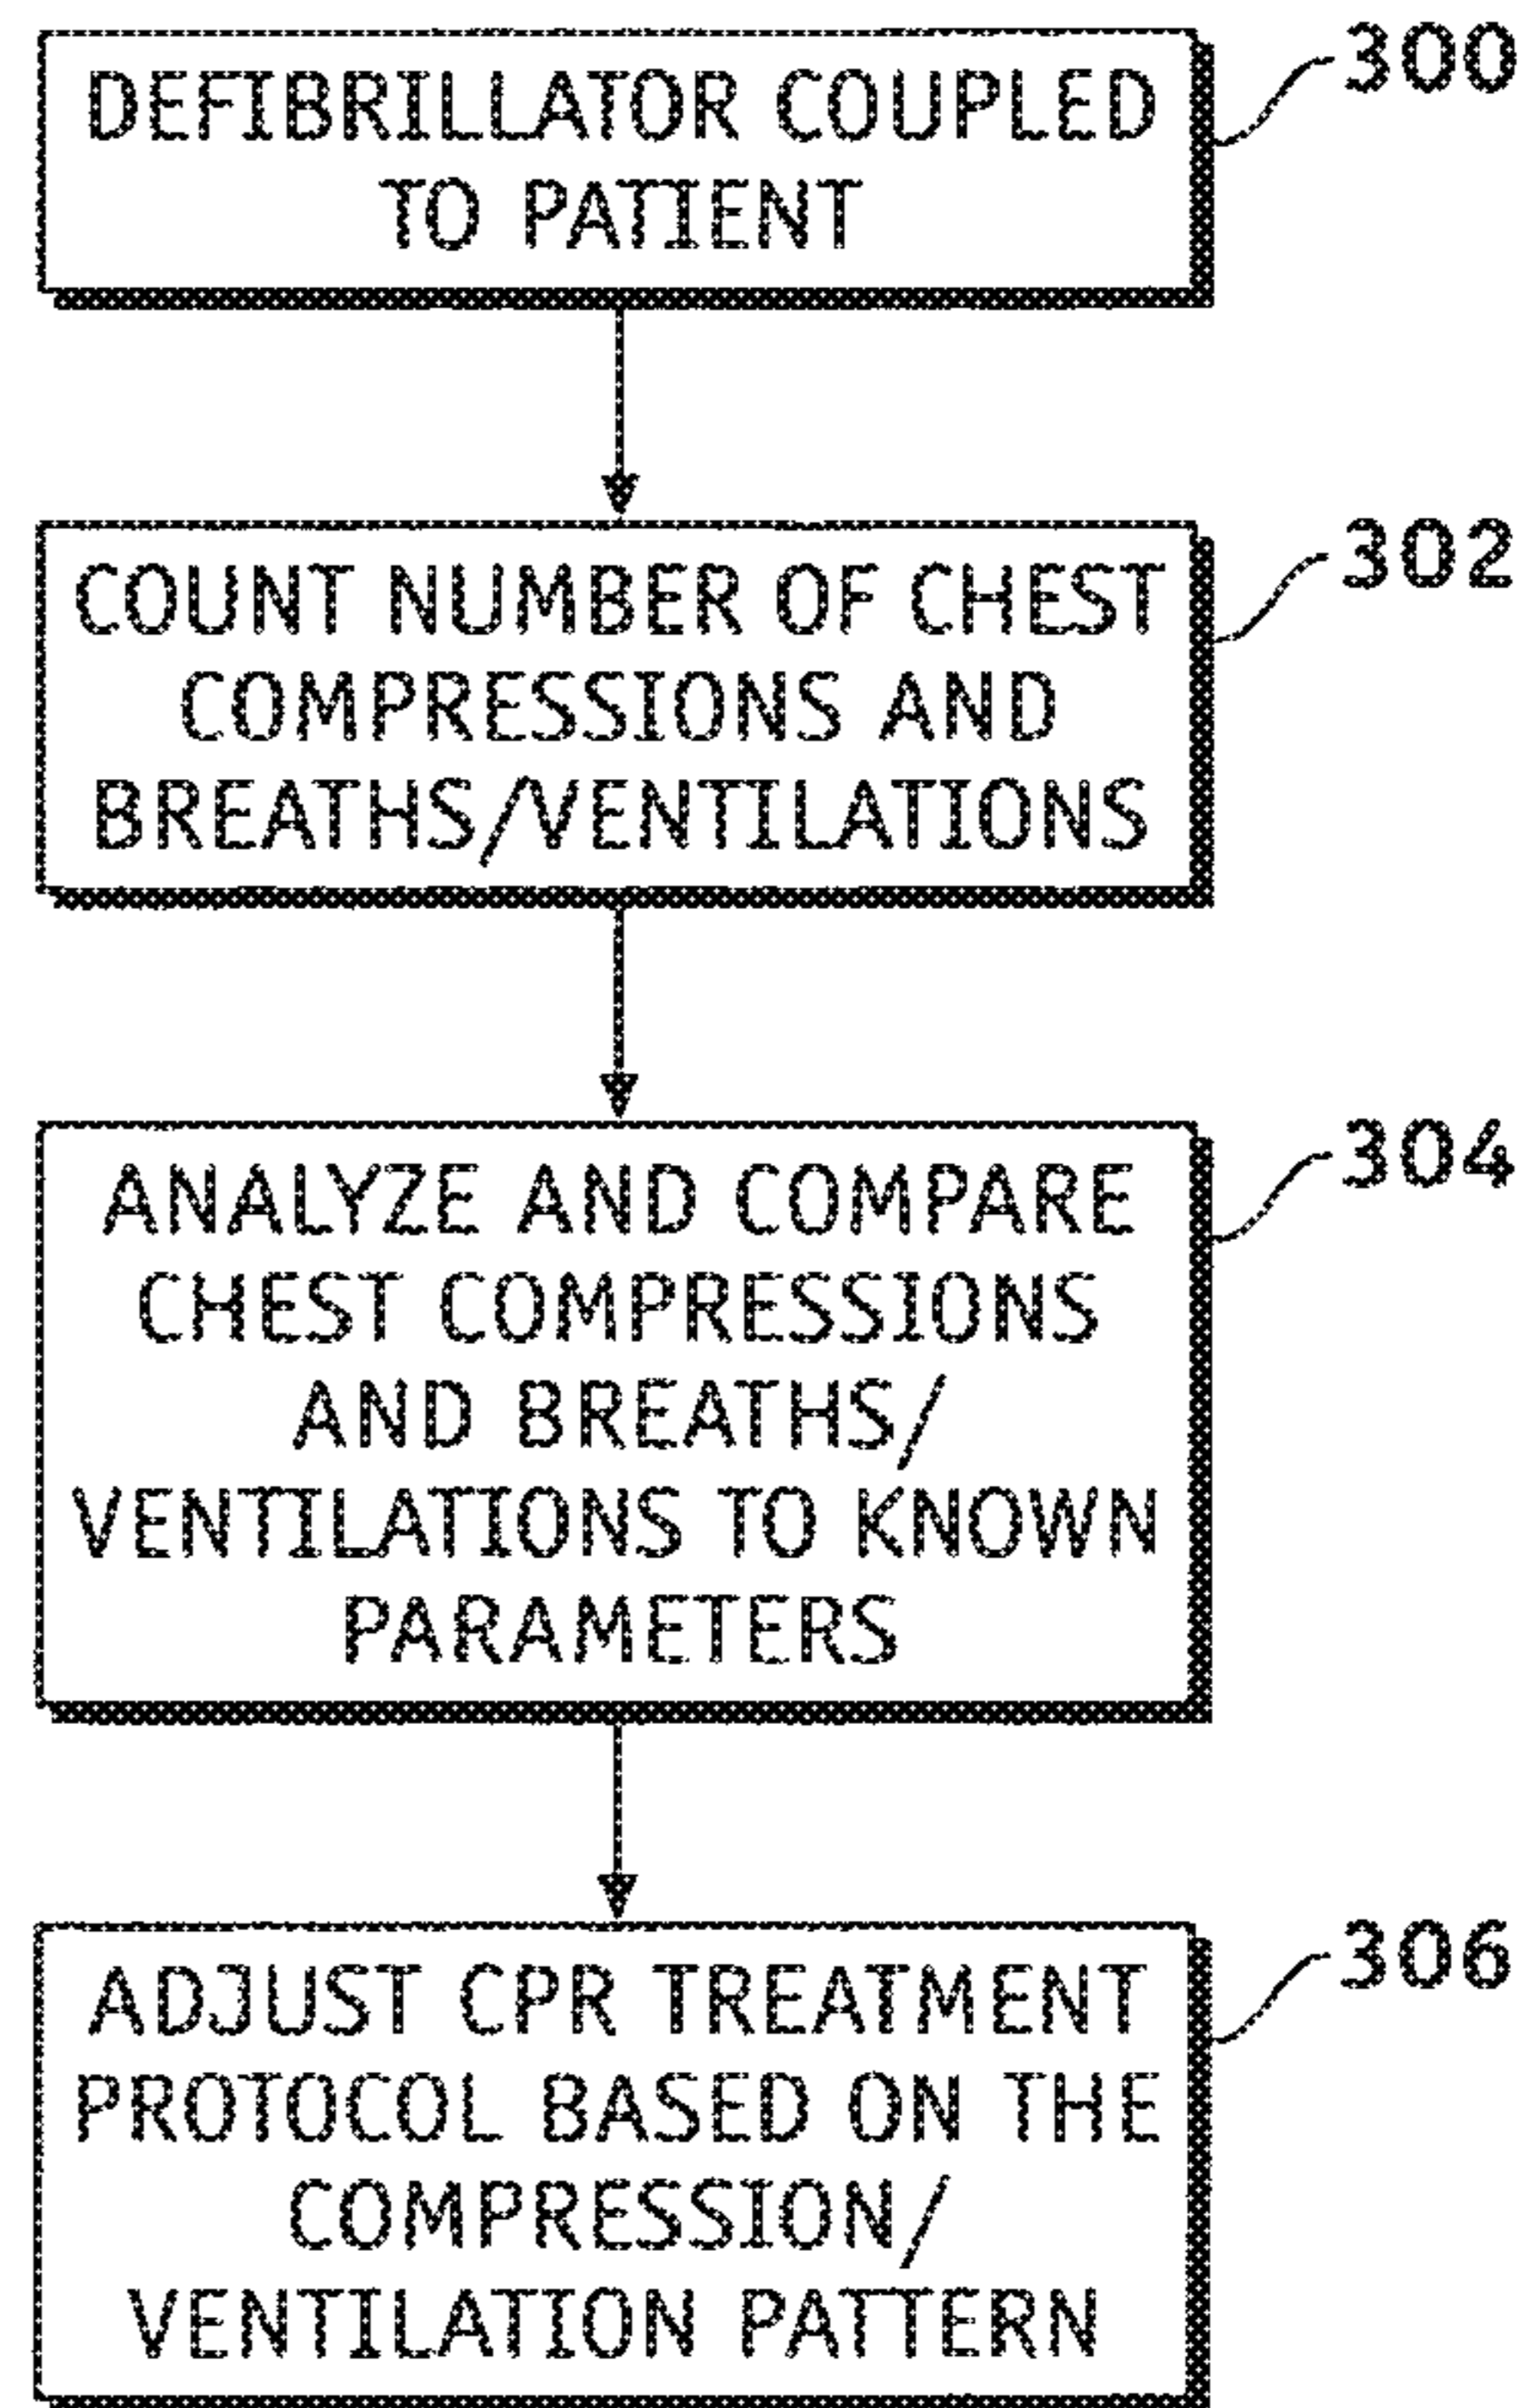 300
DEFIBRILLATOR COUPLED
TO PATIENT
302
COUNT NUMBER OF CHEST
COMPRESSIONS AND
BREATHS/VENTILATIONS
304
ANALYZE AND COMPARE
CHEST COMPRESSIONS
AND BREATHS/
VENTILATIONS TO KNOWN
PARAMETERS
306
ADJUST CPR TREATMENT
PROTOCOL BASED ON THE
COMPRESSION/
VENTILATION PATTERN